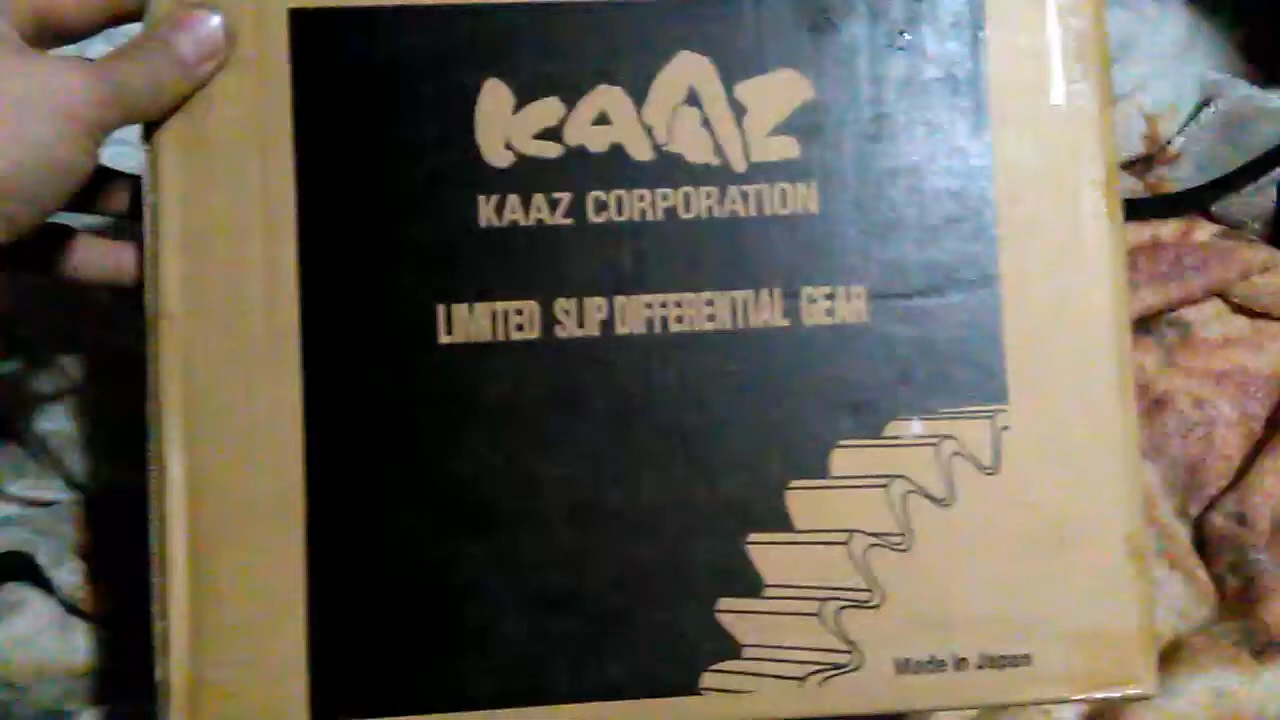 KAAZ
KAAZ CORPORATION
LIMITED SLIP DIFFERENTIAL GEAR
Made in Japan